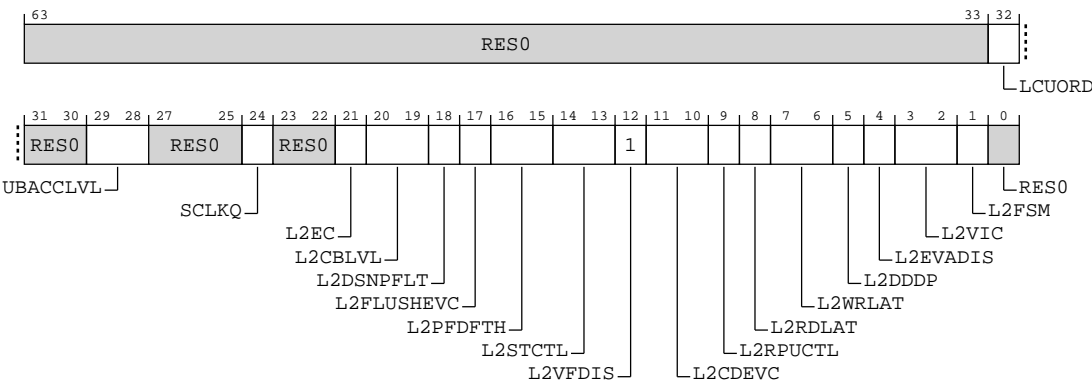 63 33 32
RES0
LCUORD
31 30 29 28 27 25 24 23 22 21 20 19 18 17 16 15 14 13 12 11 10 9 8 7 6 5 4 3 2 1 0
RES0 RES0 RES0 1
UBACCLVL RES0
SCLKQ L2FSM
L2EC L2VIC
L2CBLVL L2EVADIS
L2DSNPFLT L2DDDP
L2FLUSHEVC L2WRLAT
L2PFDFTH L2RDLAT
L2STCTL L2RPUCTL
L2VFDIS L2CDEVC